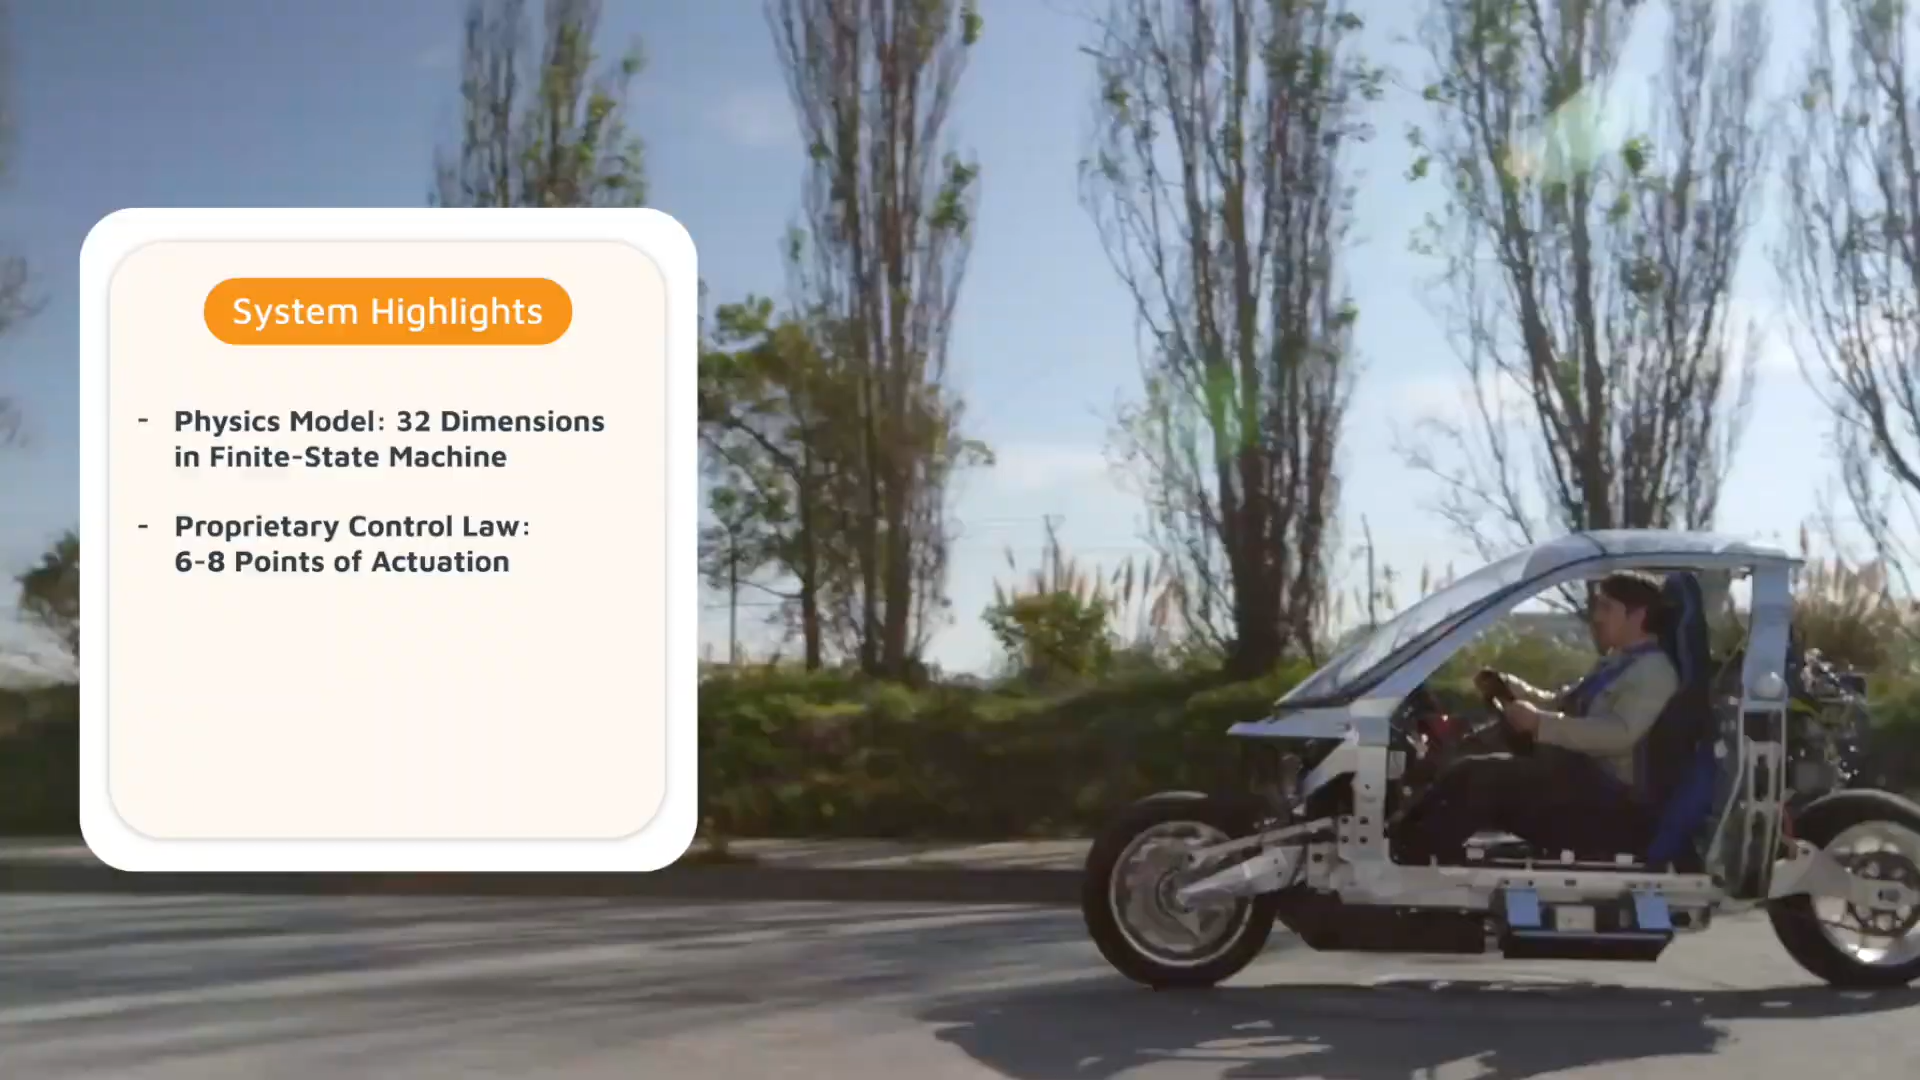 System Highlights
- Physics Model: 32 Dimensions
in Finite-State Machine
- Proprietary Control Law:
6-8 Points of Actuation